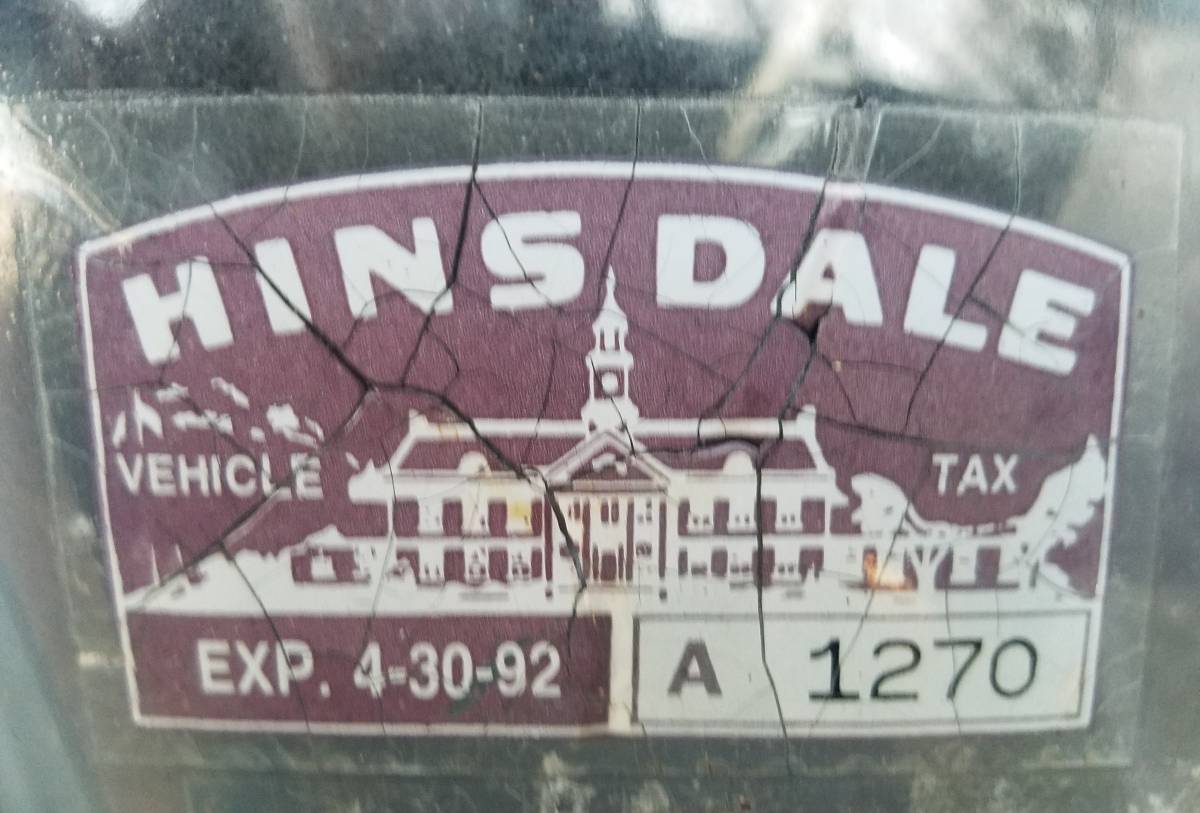 HINSDALE
VEHICLE TAX
EXP. 4-30-92 A 1270